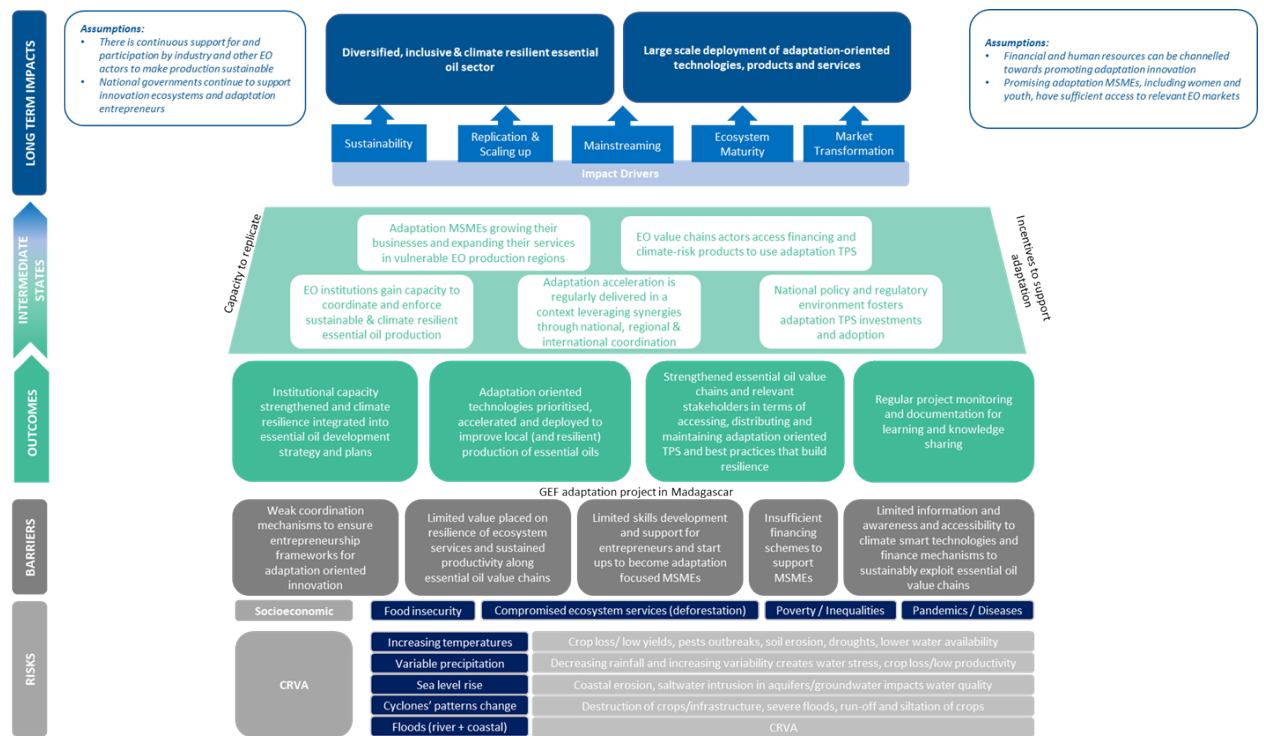 LONG TERM IMPACTS
Assumptions:
• There is continuous support for and
participation by industry and other EO
actors to make production sustainable
• National governments continue to support
innovation ecosystems and adaptation
entrepreneurs
Diversified, inclusive & climate resilient essential
oil sector
Large scale deployment of adaptation-oriented
technologies, products and services
Assumptions:
• Financial and human resources can be channelled
towards promoting adaptation innovation
• Promising adaptation MSMEs, including women and
youth, have sufficient access to relevant EO markets
Sustainability
Replication &
Scaling up
Mainstreaming
Ecosystem
Maturity
Market
Transformation
Impact Drivers
INTERMEDIATE
STATES
Capacity to replicate
Adaptation MSMEs growing their
businesses and expanding their services
in vulnerable EO production regions
EO value chains actors access financing and
climate-risk products to use adaptation TPS
EO institutions gain capacity to
coordinate and enforce
sustainable & climate resilient
essential oil production
Adaptation acceleration is
regularly delivered in a
context leveraging synergies
through national, regional &
international coordination
National policy and regulatory
environment fosters
adaptation TPS investments
and adoption
Incentives to support
adaptation
OUTCOMES
Institutional capacity
strengthened and climate
resilience integrated into
essential oil development
strategy and plans
Adaptation oriented
technologies prioritised,
accelerated and deployed to
improve local (and resilient)
production of essential oils
Strengthened essential oil value
chains and relevant
stakeholders in terms of
accessing, distributing and
maintaining adaptation oriented
TPS and best practices that build
resilience
Regular project monitoring
and documentation for
learning and knowledge
sharing
GEF adaptation project in Madagascar
BARRIERS
Weak coordination
mechanisms to ensure
entrepreneurship
frameworks for
adaptation oriented
innovation
Limited value placed on
resilience of ecosystem
services and sustained
productivity along
essential oil value chains
Limited skills development
and support for
entrepreneurs and start
ups to become adaptation
focused MSMEs
Insufficient
financing
schemes to
support
MSMEs
Limited information and
awareness and accessibility to
climate smart technologies and
finance mechanisms to
sustainably exploit essential oil
value chains
RISKS
Socioeconomic
Food insecurity
Compromised ecosystem services (deforestation)
Poverty / Inequalities
Pandemics / Diseases
CRVA
Increasing temperatures
Crop loss/ low yields, pests outbreaks, soil erosion, droughts, lower water availability
Variable precipitation
Decreasing rainfall and increasing variability creates water stress, crop loss/low productivity
Sea level rise
Coastal erosion, saltwater intrusion in aquifers/groundwater impacts water quality
Cyclones' patterns change
Destruction of crops/infrastructure, severe floods, run-off and siltation of crops
Floods (river + coastal)
CRVA